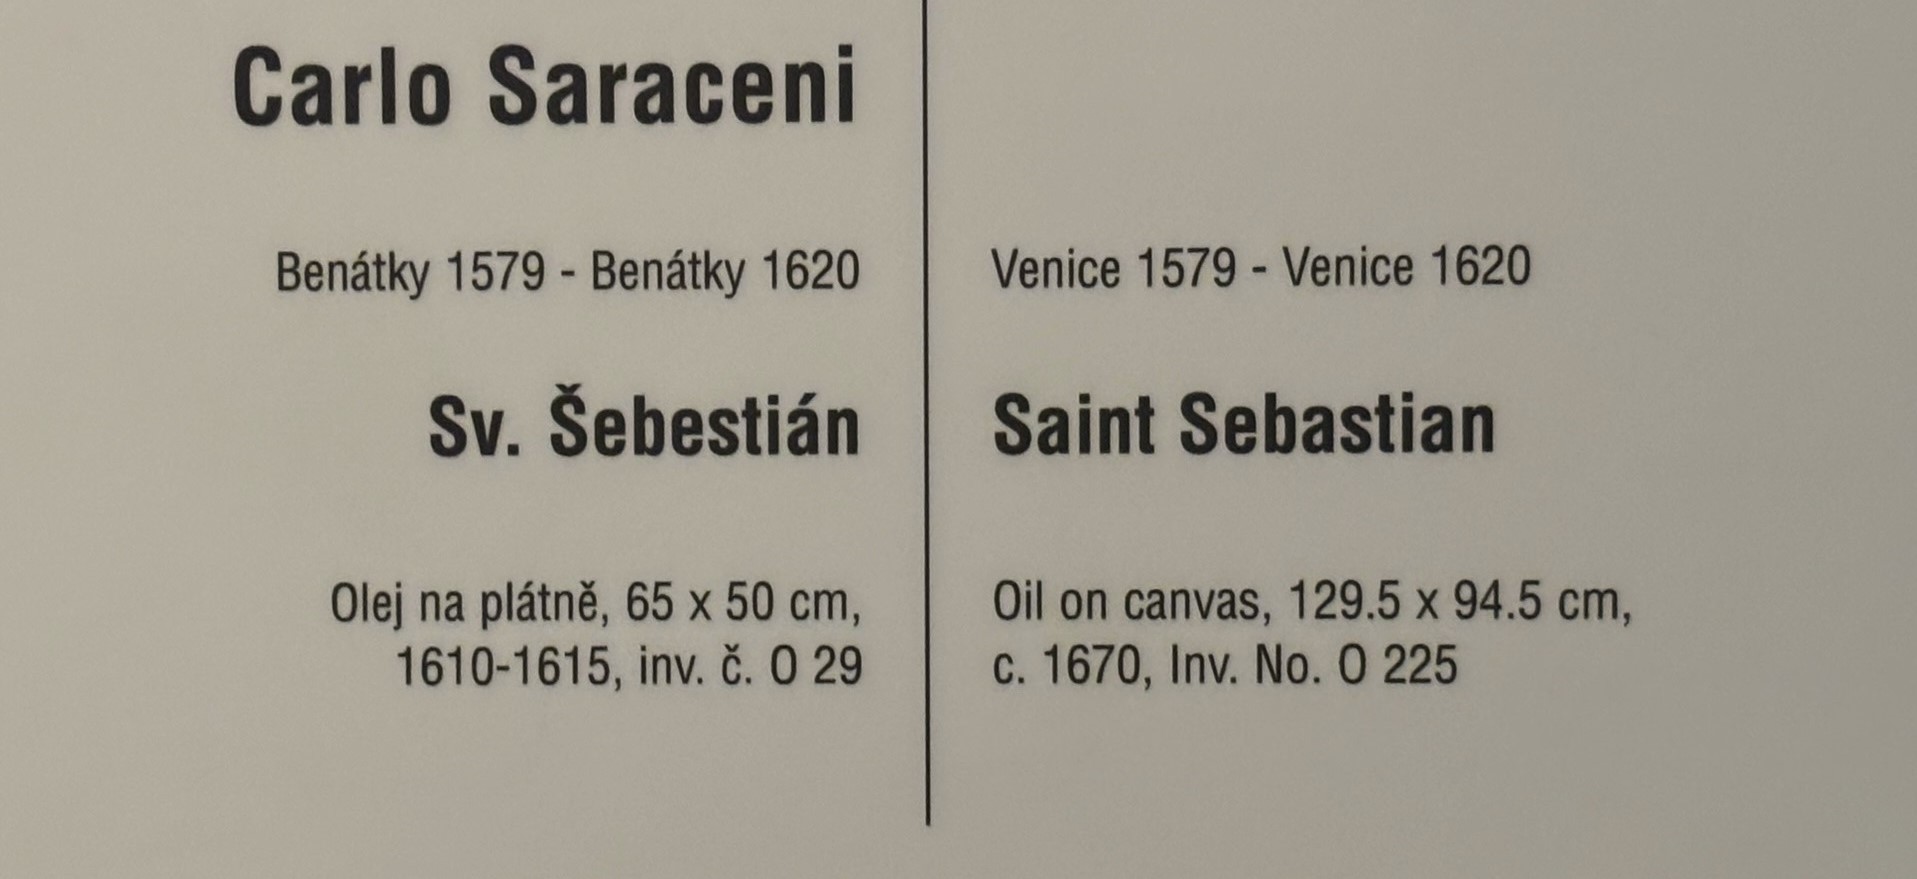 Carlo Saraceni
Benátky 1579 - Benátky 1620
Sv. Šebestián
Olej na plátně, 65 x 50 cm,
1610-1615, inv. č. O 29
Venice 1579 - Venice 1620
Saint Sebastian
Oil on canvas, 129.5 x 94.5 cm,
c. 1670, Inv. No. O 225